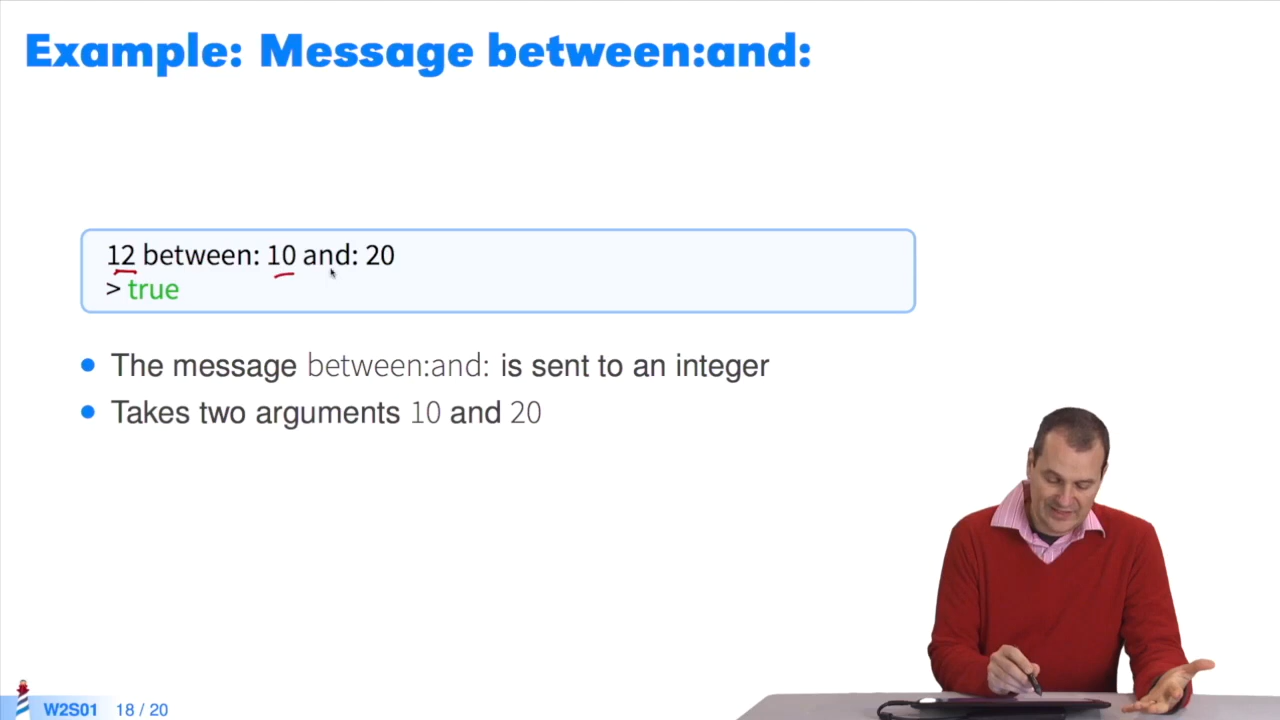 Example: Message between:and:
12 between: 10 and: 20
> true
The message between:and: is sent to an integer
Takes two arguments 10 and 20
W2S01 18 / 20